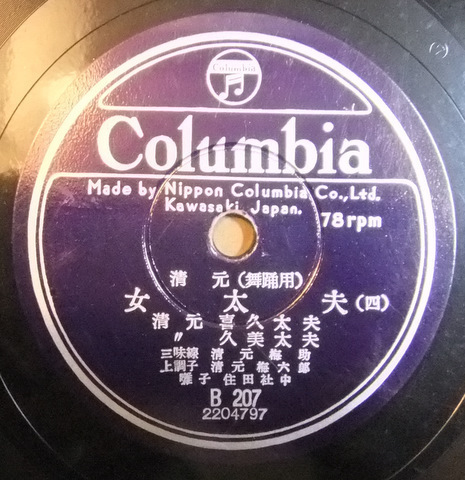 Columbia
Columbia
Made by Nippon Columbia Co., Ltd.
Kawasaki, Japan.
78 rpm
清元(舞踊用)
女太夫(四)
清元 喜久太夫
〃 久美太夫
三味線 清元 梅助
上調子 清元 梅六郎
囃子 住田社中
B 207
2204797